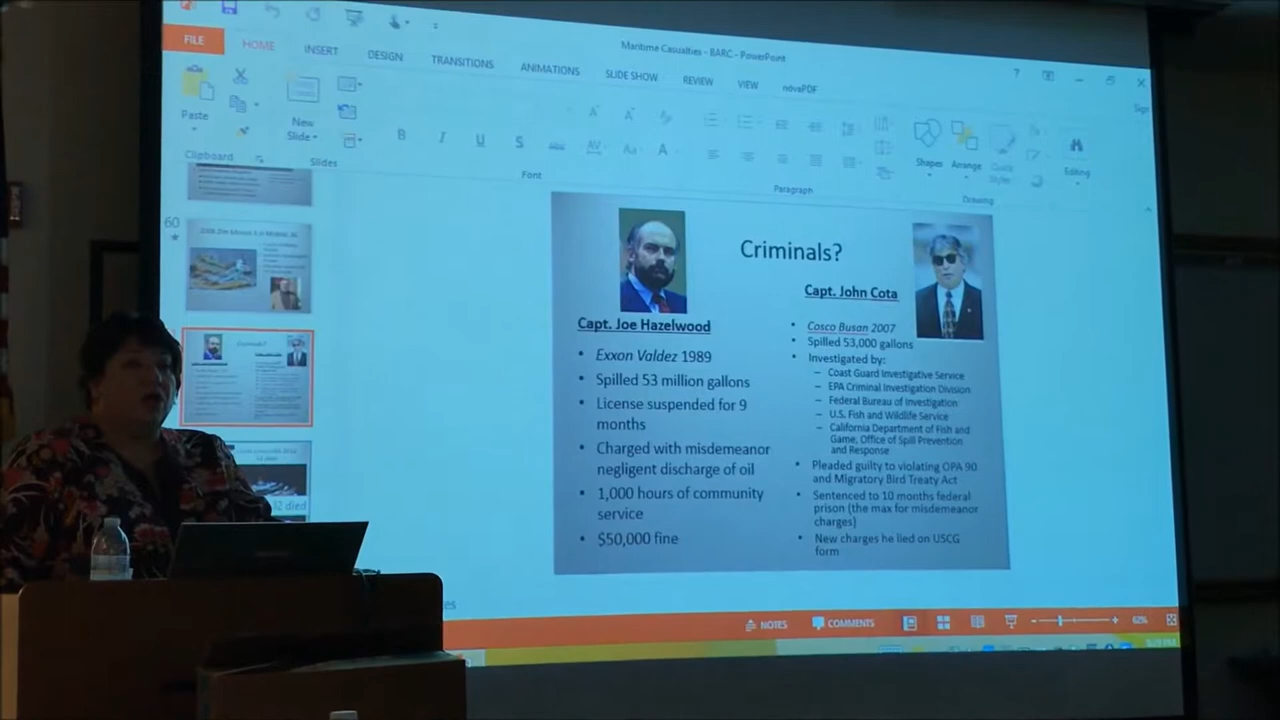 Maritime Casualties - BARC - PowerPoint
FILE
HOME
INSERT
DESIGN
TRANSITIONS
ANIMATIONS
SLIDE SHOW
REVIEW
VIEW
novaPDF
?
Sign
Paste
New
Slide
B I U S
AV
Aa
A
Shapes
Arrange
Quick
Styles
Editing
Clipboard
Slides
Font
Paragraph
Drawing
60
Criminals?
Capt. Joe Hazelwood
• Exxon Valdez 1989
• Spilled 53 million gallons
• License suspended for 9
months
• Charged with misdemeanor
negligent discharge of oil
• 1,000 hours of community
service
• $50,000 fine
Capt. John Cota
• Cosco Busan 2007
• Spilled 53,000 gallons
• Investigated by:
– Coast Guard Investigative Service
– EPA Criminal Investigation Division
– Federal Bureau of Investigation
– U.S. Fish and Wildlife Service
– California Department of Fish and
Game, Office of Spill Prevention
and Response
• Pleaded guilty to violating OPA 90
and Migratory Bird Treaty Act
• Sentenced to 10 months federal
prison (the max for misdemeanor
charges)
• New charges he lied on USCG
form
32 died
NOTES
COMMENTS
62%